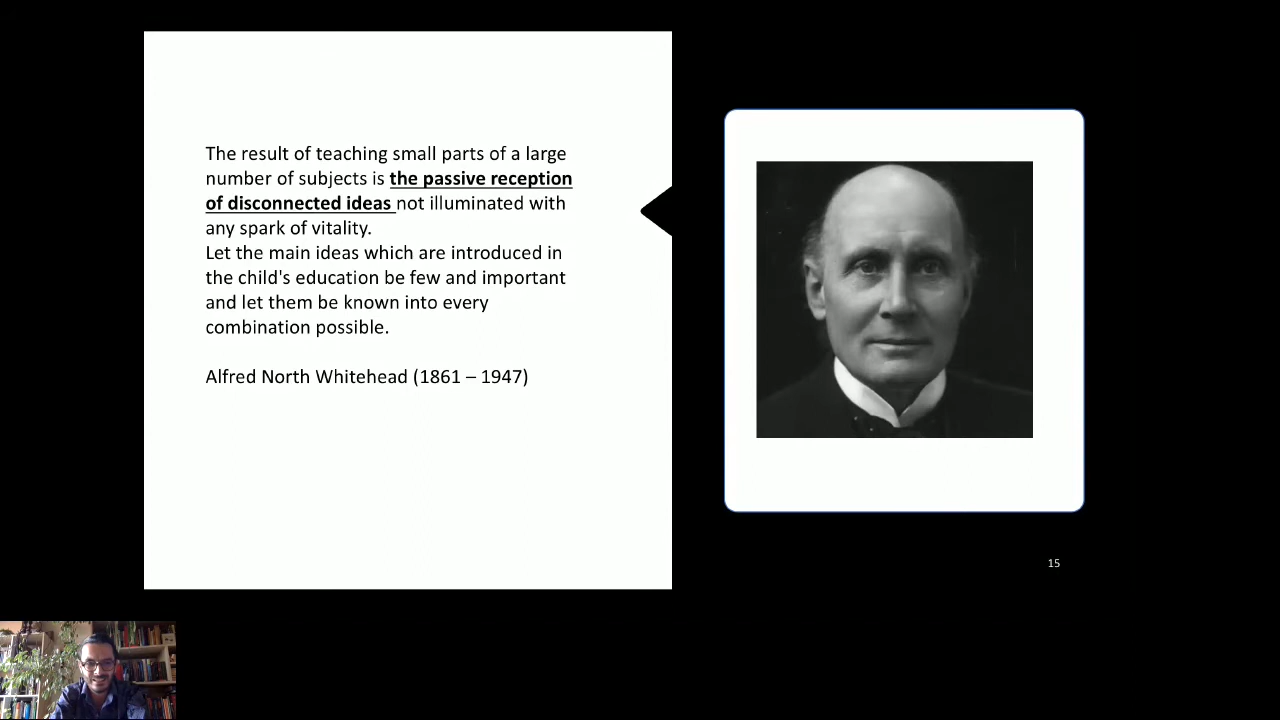 The result of teaching small parts of a large
number of subjects is the passive reception
of disconnected ideas not illuminated with
any spark of vitality.
Let the main ideas which are introduced in
the child's education be few and important
and let them be known into every
combination possible.
Alfred North Whitehead (1861 – 1947)
15